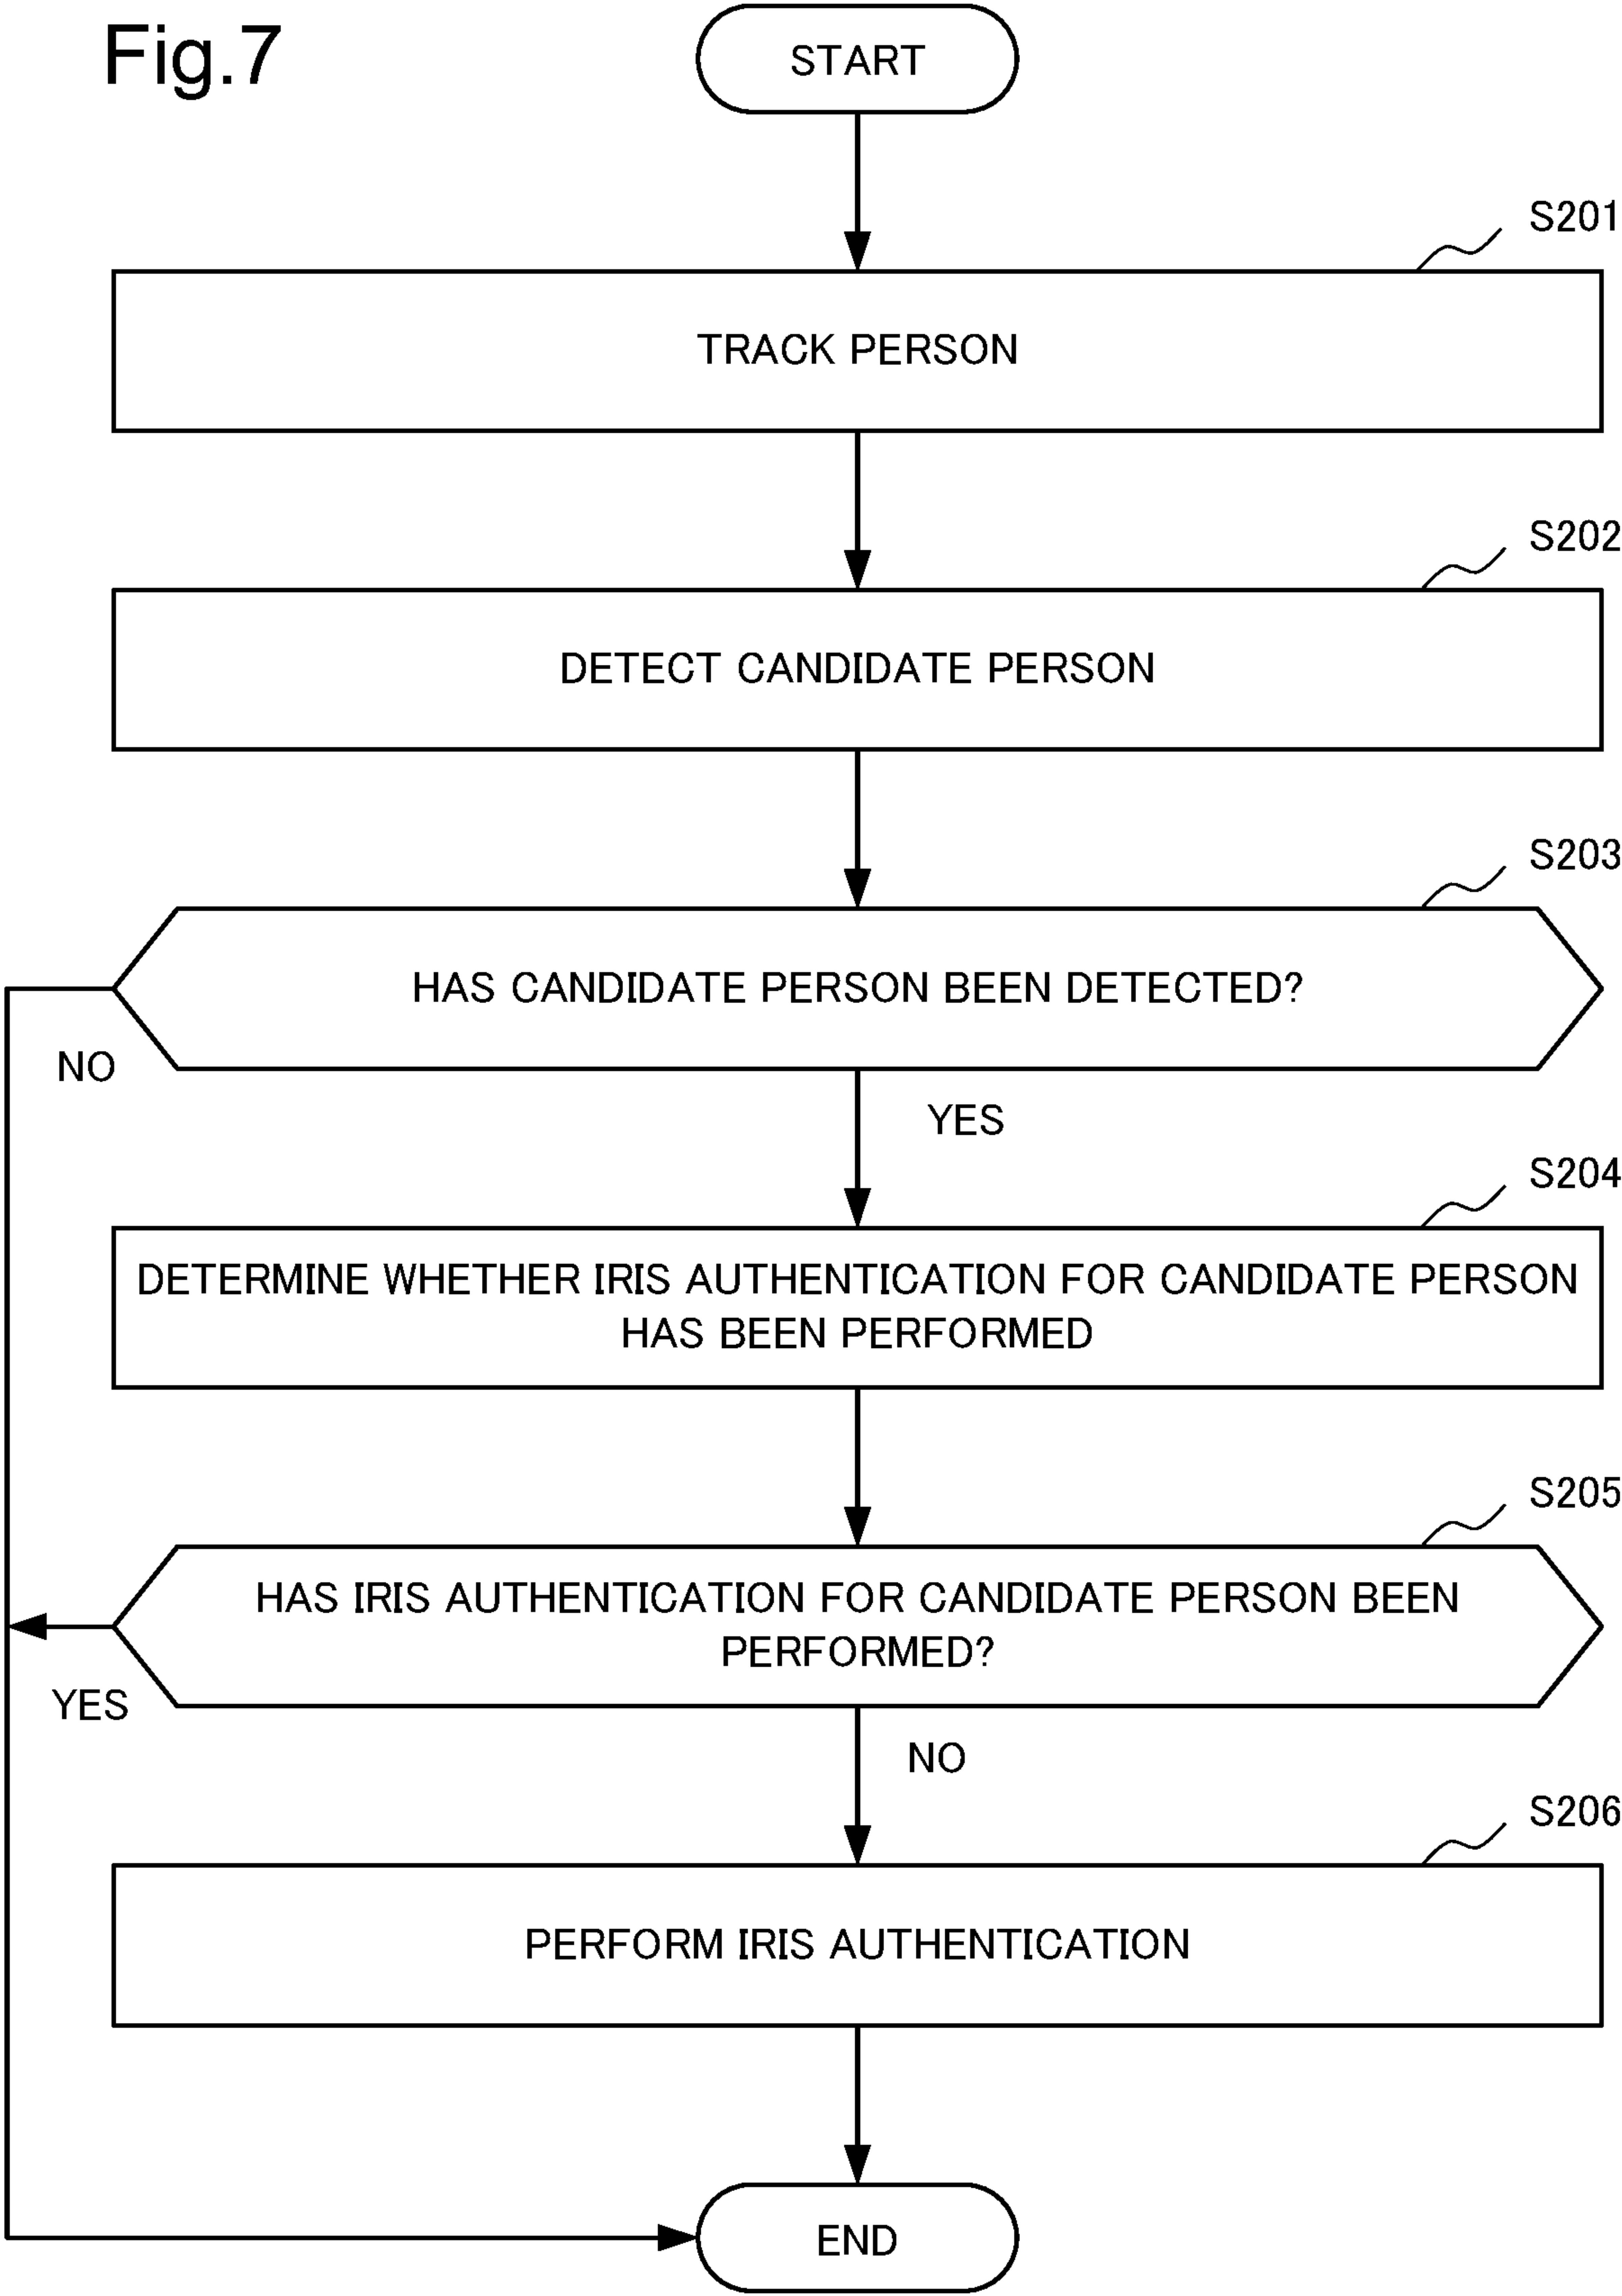 Fig.7
START
S201
TRACK PERSON
S202
DETECT CANDIDATE PERSON
S203
HAS CANDIDATE PERSON BEEN DETECTED?
NO
YES
S204
DETERMINE WHETHER IRIS AUTHENTICATION FOR CANDIDATE PERSON
HAS BEEN PERFORMED
S205
HAS IRIS AUTHENTICATION FOR CANDIDATE PERSON BEEN
PERFORMED?
YES
NO
S206
PERFORM IRIS AUTHENTICATION
END